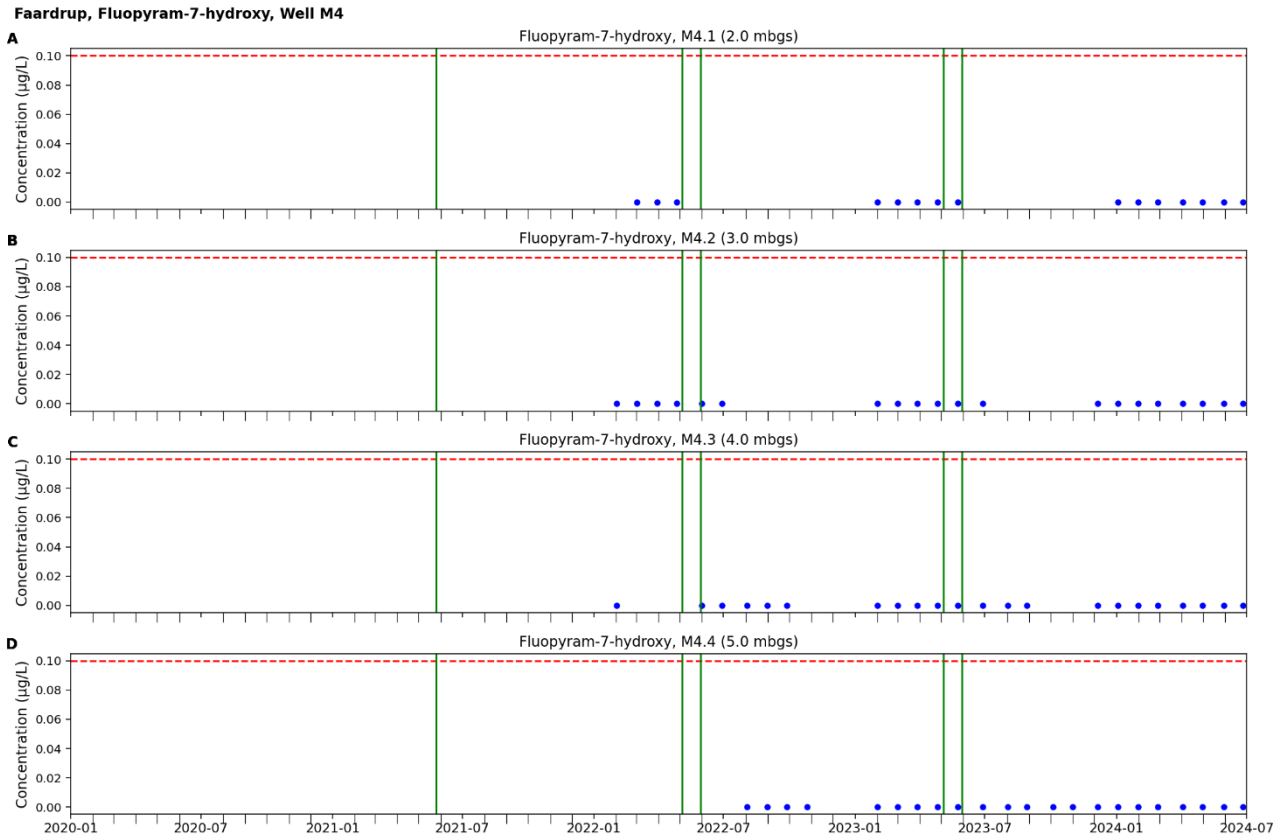 Faardrup, Fluopyram-7-hydroxy, Well M4
A
Fluopyram-7-hydroxy, M4.1 (2.0 mbgs)
Concentration (µg/L)
0.10
0.08
0.06
0.04
0.02
0.00
B
Fluopyram-7-hydroxy, M4.2 (3.0 mbgs)
Concentration (µg/L)
0.10
0.08
0.06
0.04
0.02
0.00
C
Fluopyram-7-hydroxy, M4.3 (4.0 mbgs)
Concentration (µg/L)
0.10
0.08
0.06
0.04
0.02
0.00
D
Fluopyram-7-hydroxy, M4.4 (5.0 mbgs)
Concentration (µg/L)
0.10
0.08
0.06
0.04
0.02
0.00
2020-01 2020-07 2021-01 2021-07 2022-01 2022-07 2023-01 2023-07 2024-01 2024-07